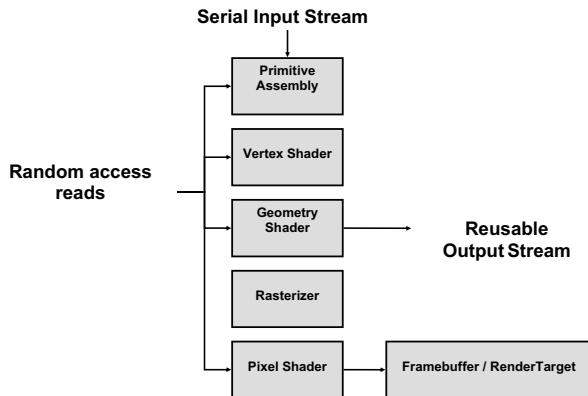 Serial Input Stream
Primitive
Assembly
Vertex Shader
Random access
reads
Geometry
Shader
Reusable
Output Stream
Rasterizer
Pixel Shader
Framebuffer / RenderTarget